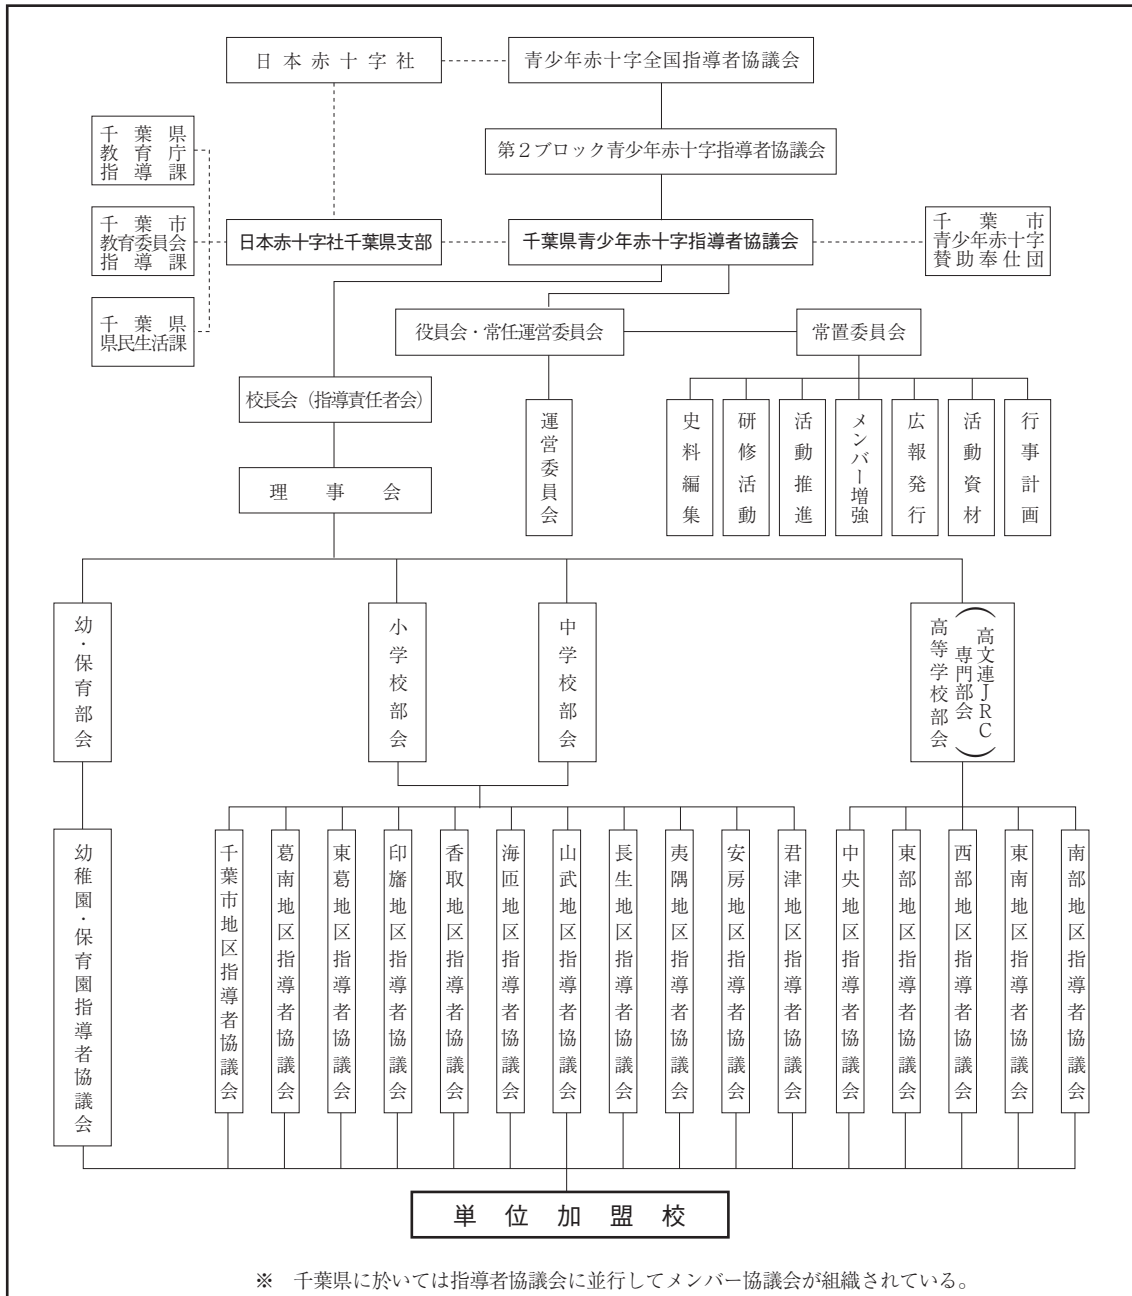 日本赤十字社
青少年赤十字全国指導者協議会
第２ブロック青少年赤十字指導者協議会
千葉県
教育庁
指導課
千葉市
教育委員会
指導課
千葉県
県民生活課
日本赤十字社千葉県支部
千葉県青少年赤十字指導者協議会
千葉市
青少年赤十字
賛助奉仕団
役員会・常任運営委員会
常置委員会
校長会（指導責任者会）
理事会
運営委員会
史料編集
研修活動
活動推進
メンバー増強
広報発行
活動資材
行事計画
幼・保育部会
小学校部会
中学校部会
高等学校部会
（高文連ＪＲＣ
専門部会）
幼稚園・保育園指導者協議会
千葉市地区指導者協議会
葛南地区指導者協議会
東葛地区指導者協議会
印旛地区指導者協議会
香取地区指導者協議会
海匝地区指導者協議会
山武地区指導者協議会
長生地区指導者協議会
夷隅地区指導者協議会
安房地区指導者協議会
君津地区指導者協議会
中央地区指導者協議会
東部地区指導者協議会
西部地区指導者協議会
東南地区指導者協議会
南部地区指導者協議会
単位加盟校
※　千葉県に於いては指導者協議会に並行してメンバー協議会が組織されている。